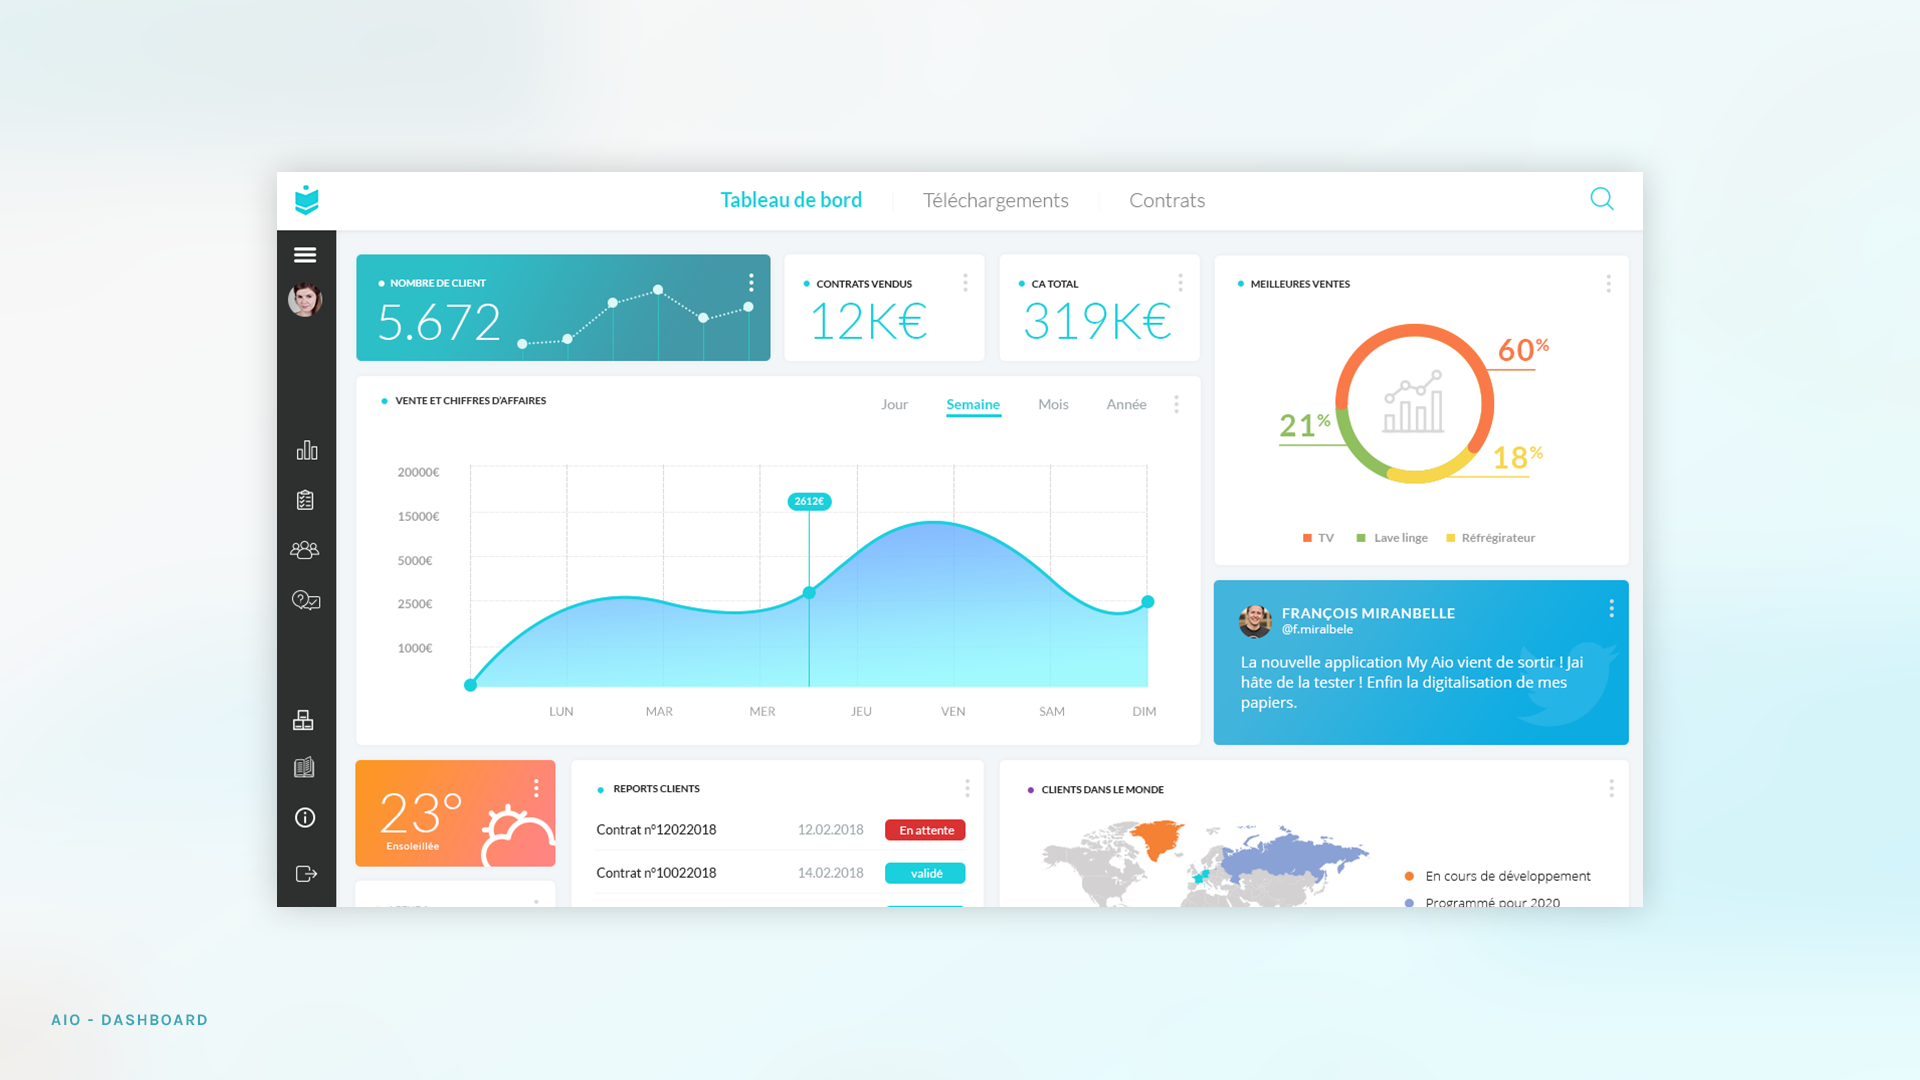 Tableau de bord
Téléchargements
Contrats
NOMBRE DE CLIENT
5.672
CONTRATS VENDUS
12K€
CA TOTAL
319K€
MEILLEURES VENTES
60%
21%
18%
TV
Lave linge
Réfrégirateur
VENTE ET CHIFFRES D'AFFAIRES
Jour
Semaine
Mois
Année
20000€
15000€
5000€
2500€
1000€
2612€
LUN
MAR
MER
JEU
VEN
SAM
DIM
FRANÇOIS MIRANBELLE
@f.miralbele
La nouvelle application My Aio vient de sortir ! Jai
hâte de la tester ! Enfin la digitalisation de mes
papiers.
23°
Ensoleillée
REPORTS CLIENTS
Contrat n°12022018
12.02.2018
En attente
Contrat n°10022018
14.02.2018
validé
CLIENTS DANS LE MONDE
En cours de développement
Programmé pour 2020
AIO - DASHBOARD